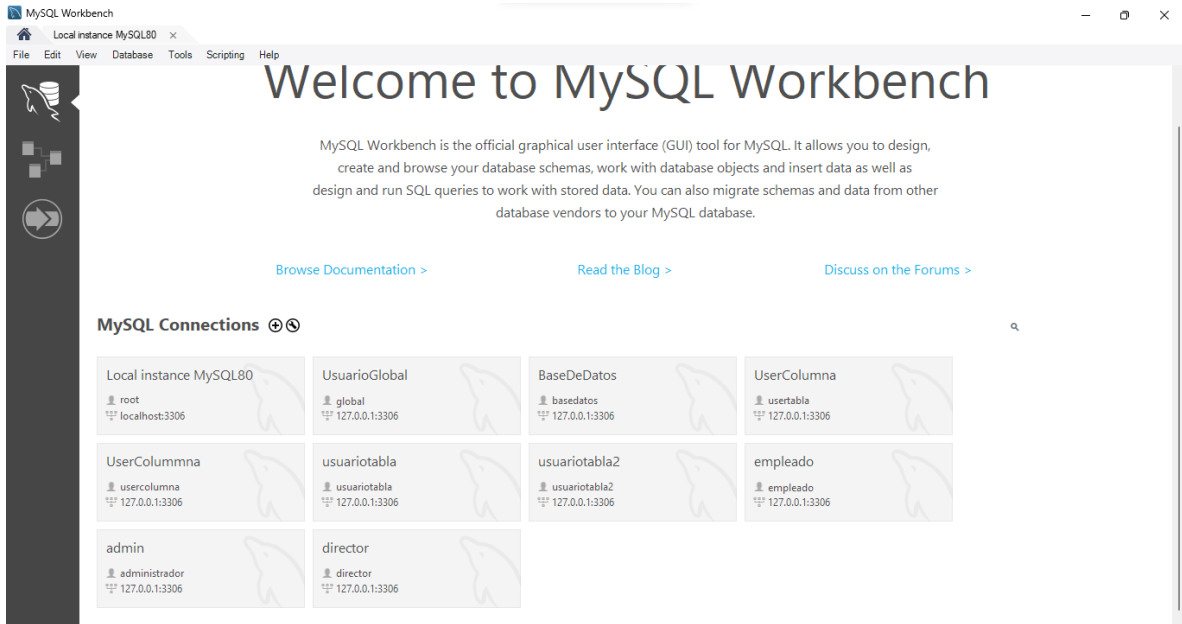 MySQL Workbench
Local instance MySQL80
File Edit View Database Tools Scripting Help
Welcome to MySQL Workbench
MySQL Workbench is the official graphical user interface (GUI) tool for MySQL. It allows you to design,
create and browse your database schemas, work with database objects and insert data as well as
design and run SQL queries to work with stored data. You can also migrate schemas and data from other
database vendors to your MySQL database.
Browse Documentation > Read the Blog > Discuss on the Forums >
MySQL Connections
Local instance MySQL80
root
localhost:3306
UsuarioGlobal
global
127.0.0.1:3306
BaseDeDatos
basedatos
127.0.0.1:3306
UserColumna
usertabla
127.0.0.1:3306
UserColummna
usercolumna
127.0.0.1:3306
usuariotabla
usuariotabla
127.0.0.1:3306
usuariotabla2
usuariotabla2
127.0.0.1:3306
empleado
empleado
127.0.0.1:3306
admin
administrador
127.0.0.1:3306
director
director
127.0.0.1:3306